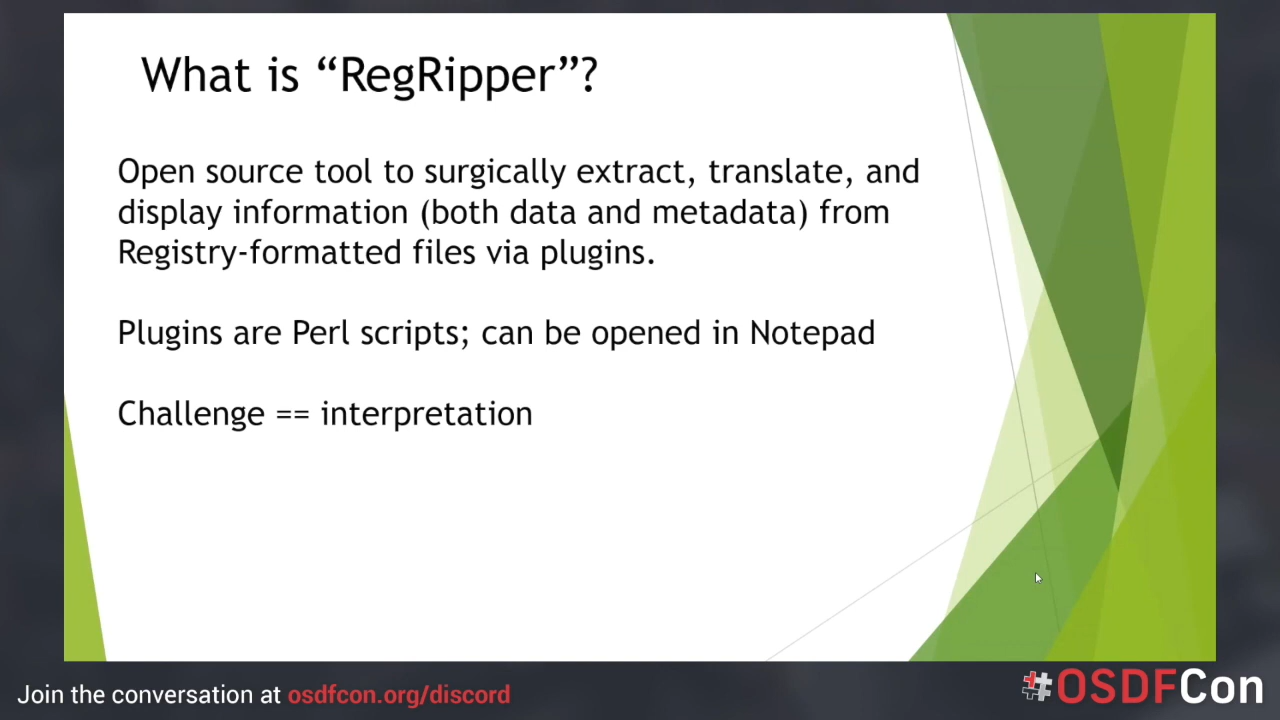 What is “RegRipper”?
Open source tool to surgically extract, translate, and
display information (both data and metadata) from
Registry-formatted files via plugins.
Plugins are Perl scripts; can be opened in Notepad
Challenge == interpretation
Join the conversation at osdfcon.org/discord
OSDFCon